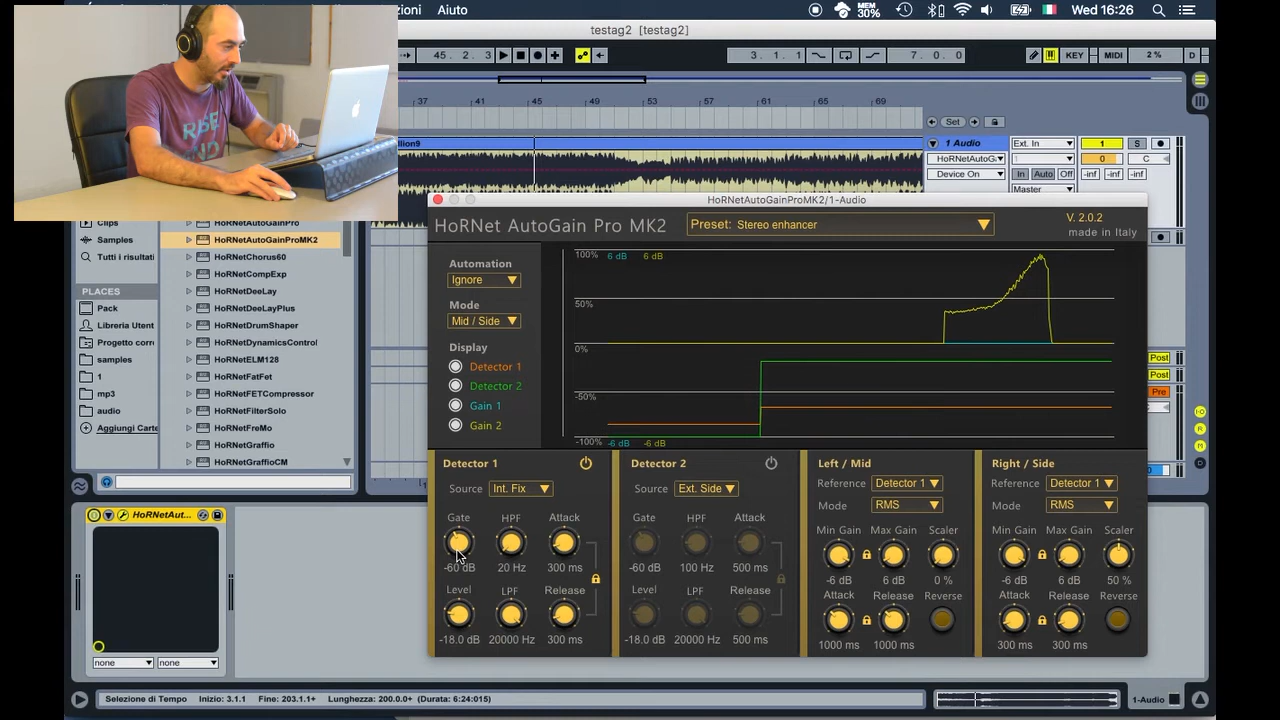 zioni Aiuto MEM 30% Wed 16:26
testag2 [testag2]
45. 2. 3 3. 1. 1 7. 0. 0 KEY MIDI 2 % D
37 41 45 49 53 57 61 65 69
Set
llion9
1 Audio Ext. In 1 S
HoRNetAutoG 1 0 C
Device On In Auto Off -inf -inf
Master
RISE
HoRNetAutoGainProMK2/1-Audio
HoRNet AutoGain Pro MK2 Preset: Stereo enhancer V. 2.0.2
made in Italy
Clips
Samples
Tutti i risultati
PLACES
Pack
Libreria Utent
Progetto corre
samples
1
mp3
audio
Aggiungi Carte
HoRNetAutoGainPro
HoRNetAutoGainProMK2
HoRNetChorus60
HoRNetCompExp
HoRNetDeeLay
HoRNetDeeLayPlus
HoRNetDrumShaper
HoRNetDynamicsControl
HoRNetELM128
HoRNetFatFet
HoRNetFETCompressor
HoRNetFilterSolo
HoRNetFreMo
HoRNetGraffio
HoRNetGraffioCM
Automation
Ignore
Mode
Mid / Side
Display
Detector 1
Detector 2
Gain 1
Gain 2
100% 6 dB 6 dB
50%
0%
-50%
-100% -6 dB -6 dB
Post
Post
Pre
Detector 1
Source Int. Fix
Gate HPF Attack
-60 dB 20 Hz 300 ms
Level LPF Release
-18.0 dB 20000 Hz 300 ms
Detector 2
Source Ext. Side
Gate HPF Attack
-60 dB 100 Hz 500 ms
Level LPF Release
-18.0 dB 20000 Hz 500 ms
Left / Mid
Reference Detector 1
Mode RMS
Min Gain Max Gain Scaler
-6 dB 6 dB 0 %
Attack Release Reverse
1000 ms 1000 ms
Right / Side
Reference Detector 1
Mode RMS
Min Gain Max Gain Scaler
-6 dB 6 dB 50 %
Attack Release Reverse
300 ms 300 ms
HoRNetAut...
none none
Selezione di Tempo Inizio: 3.1.1 Fine: 203.1.1+ Lunghezza: 200.0.0+ (Durata: 6:24:015)
1-Audio